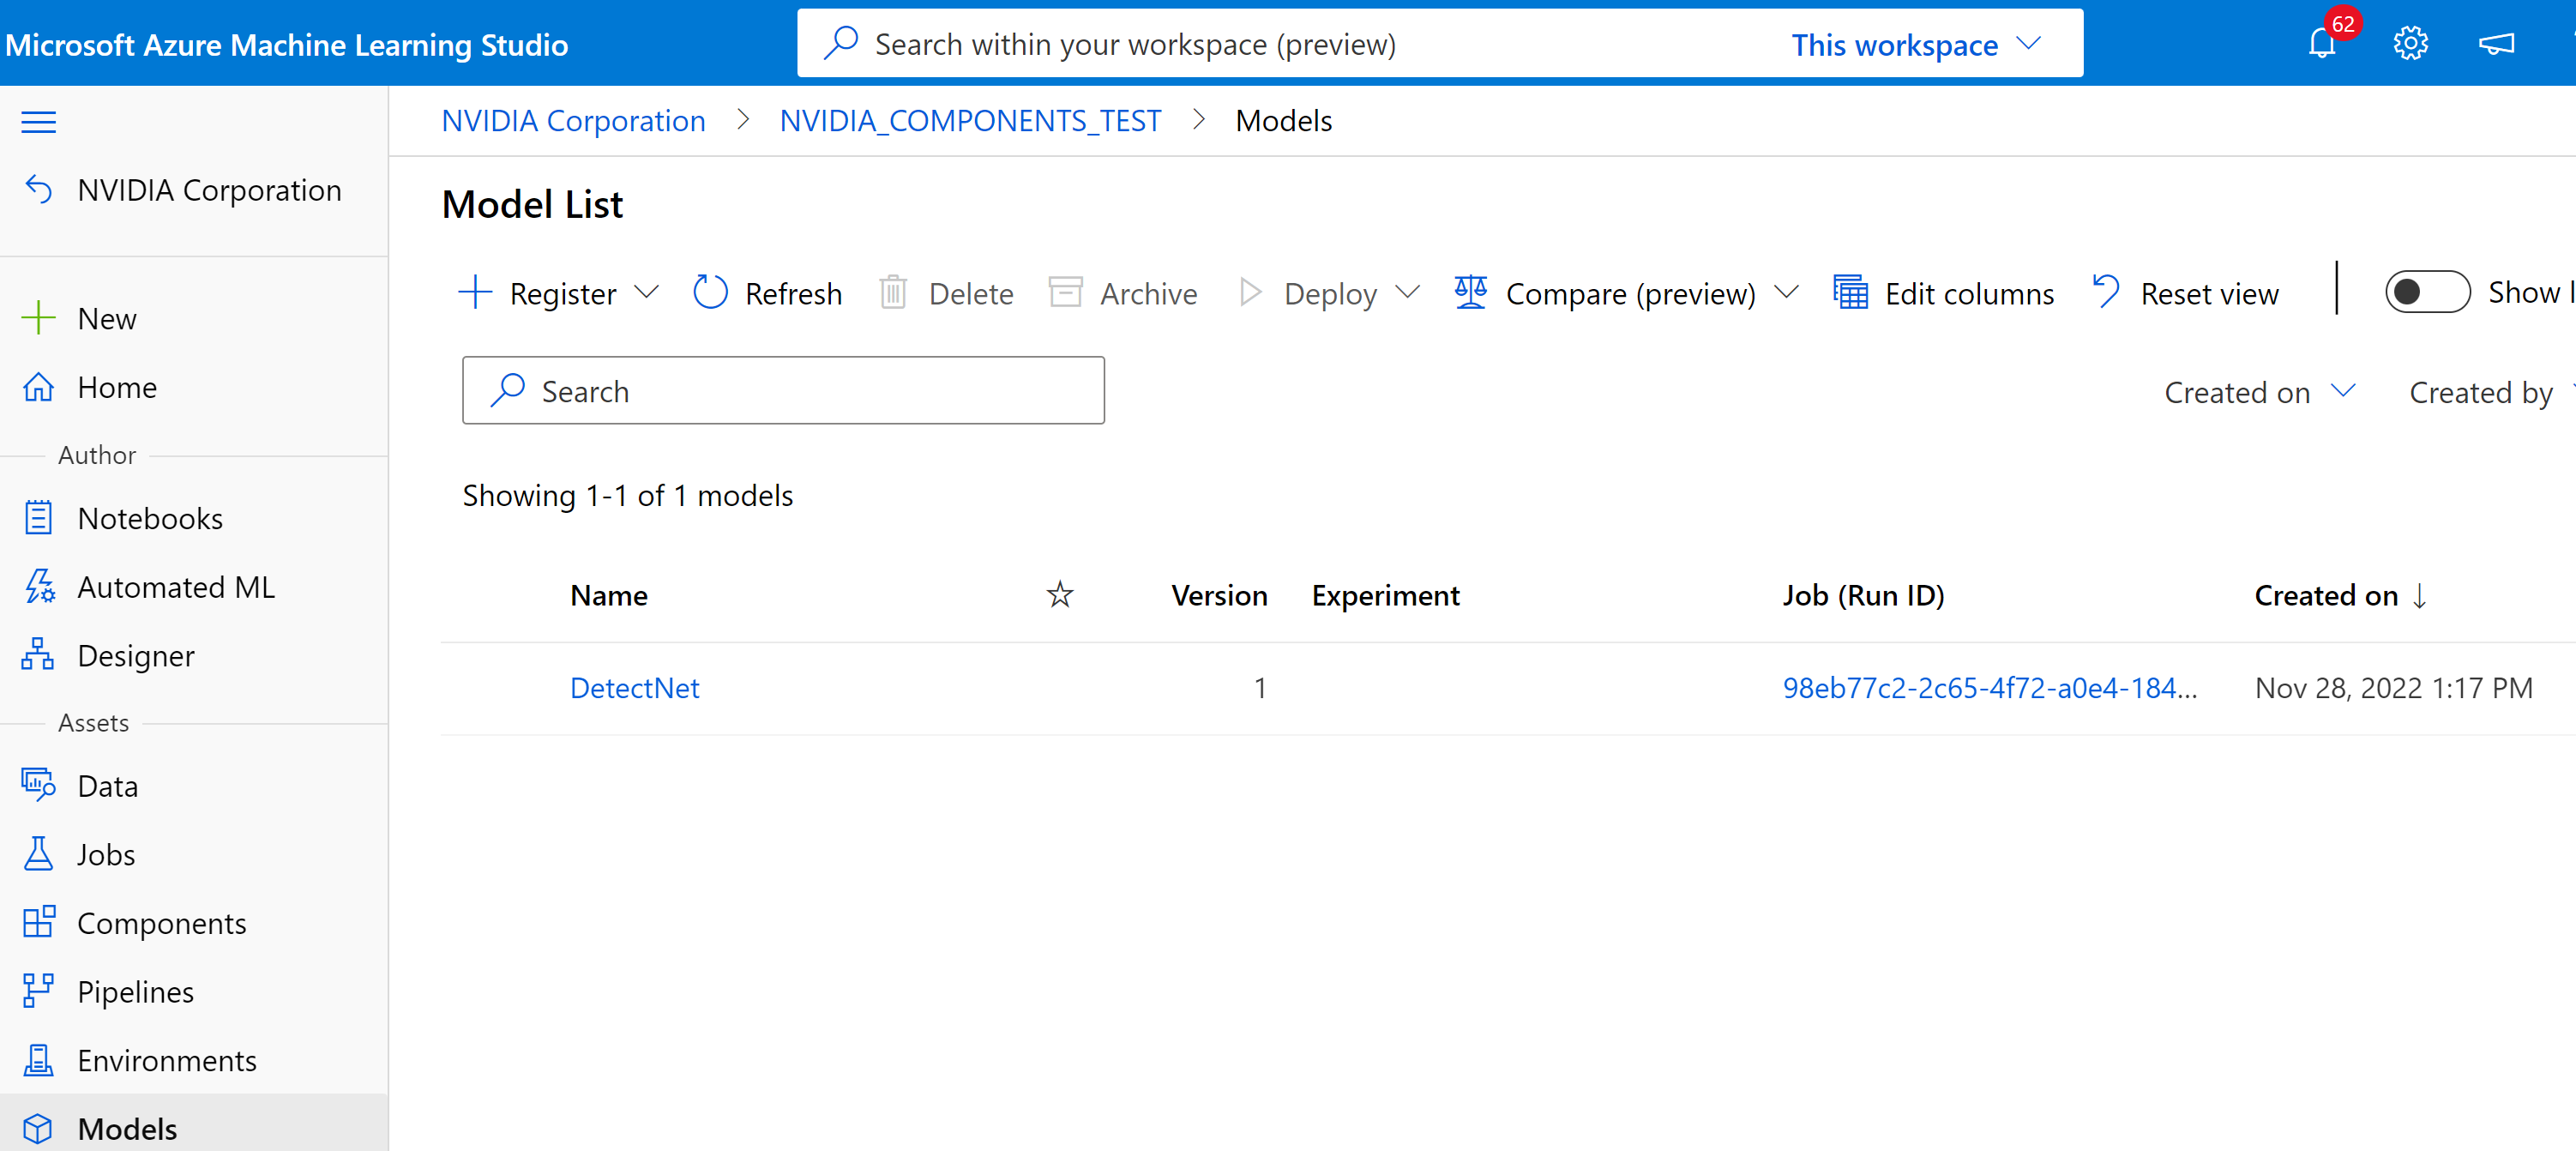 Microsoft Azure Machine Learning Studio
Search within your workspace (preview)
This workspace
62
NVIDIA Corporation
New
Home
Author
Notebooks
Automated ML
Designer
Assets
Data
Jobs
Components
Pipelines
Environments
Models
NVIDIA Corporation > NVIDIA_COMPONENTS_TEST > Models
Model List
Register Refresh Delete Archive Deploy Compare (preview) Edit columns Reset view Show
Search
Created on Created by
Showing 1-1 of 1 models
Name Version Experiment Job (Run ID) Created on ↓
DetectNet 1 98eb77c2-2c65-4f72-a0e4-184... Nov 28, 2022 1:17 PM